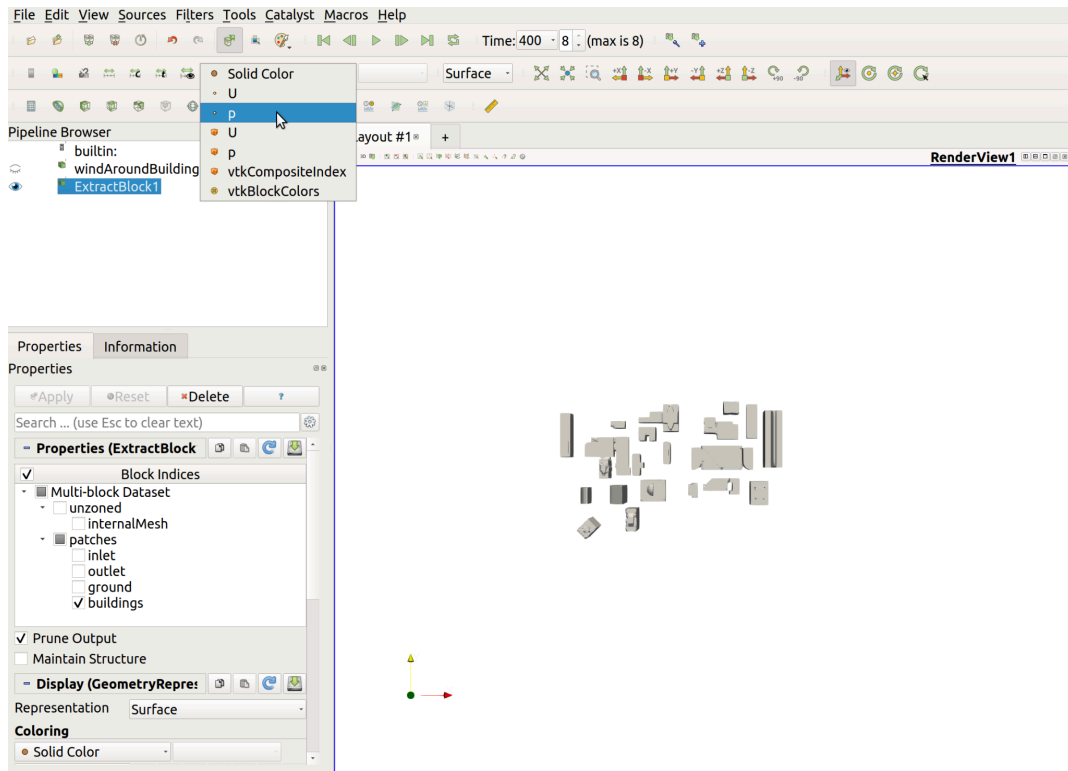 File Edit View Sources Filters Tools Catalyst Macros Help
Time: 400 8 (max is 8)
Solid Color
U
p
U
p
vtkCompositeIndex
vtkBlockColors
Surface
+X -X +Y -Y +Z -Z +90 -90
Pipeline Browser
builtin:
windAroundBuilding
ExtractBlock1
ayout #1 +
RenderView1
Properties Information
Properties
Apply Reset Delete ?
Search ... (use Esc to clear text)
Properties (ExtractBlock
Block Indices
Multi-block Dataset
unzoned
internalMesh
patches
inlet
outlet
ground
buildings
Prune Output
Maintain Structure
Display (GeometryRepres
Representation Surface
Coloring
Solid Color